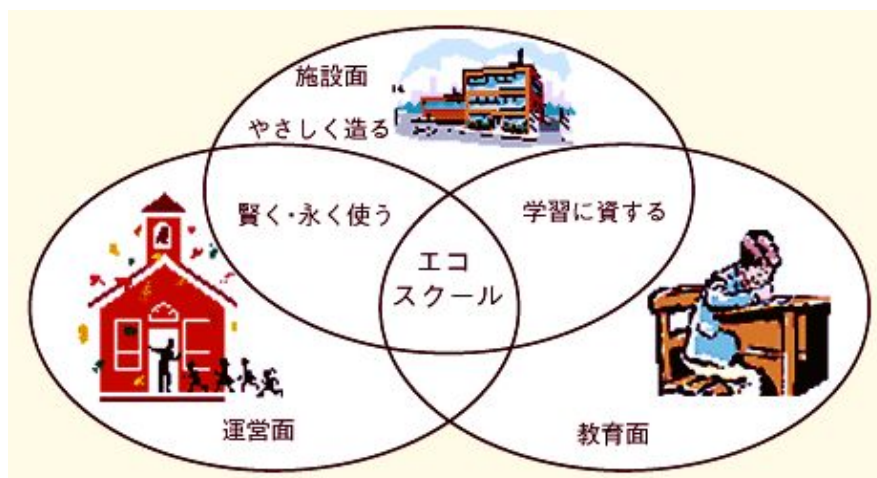 施設面
やさしく造る
賢く・永く使う
学習に資する
エコ
スクール
運営面
教育面